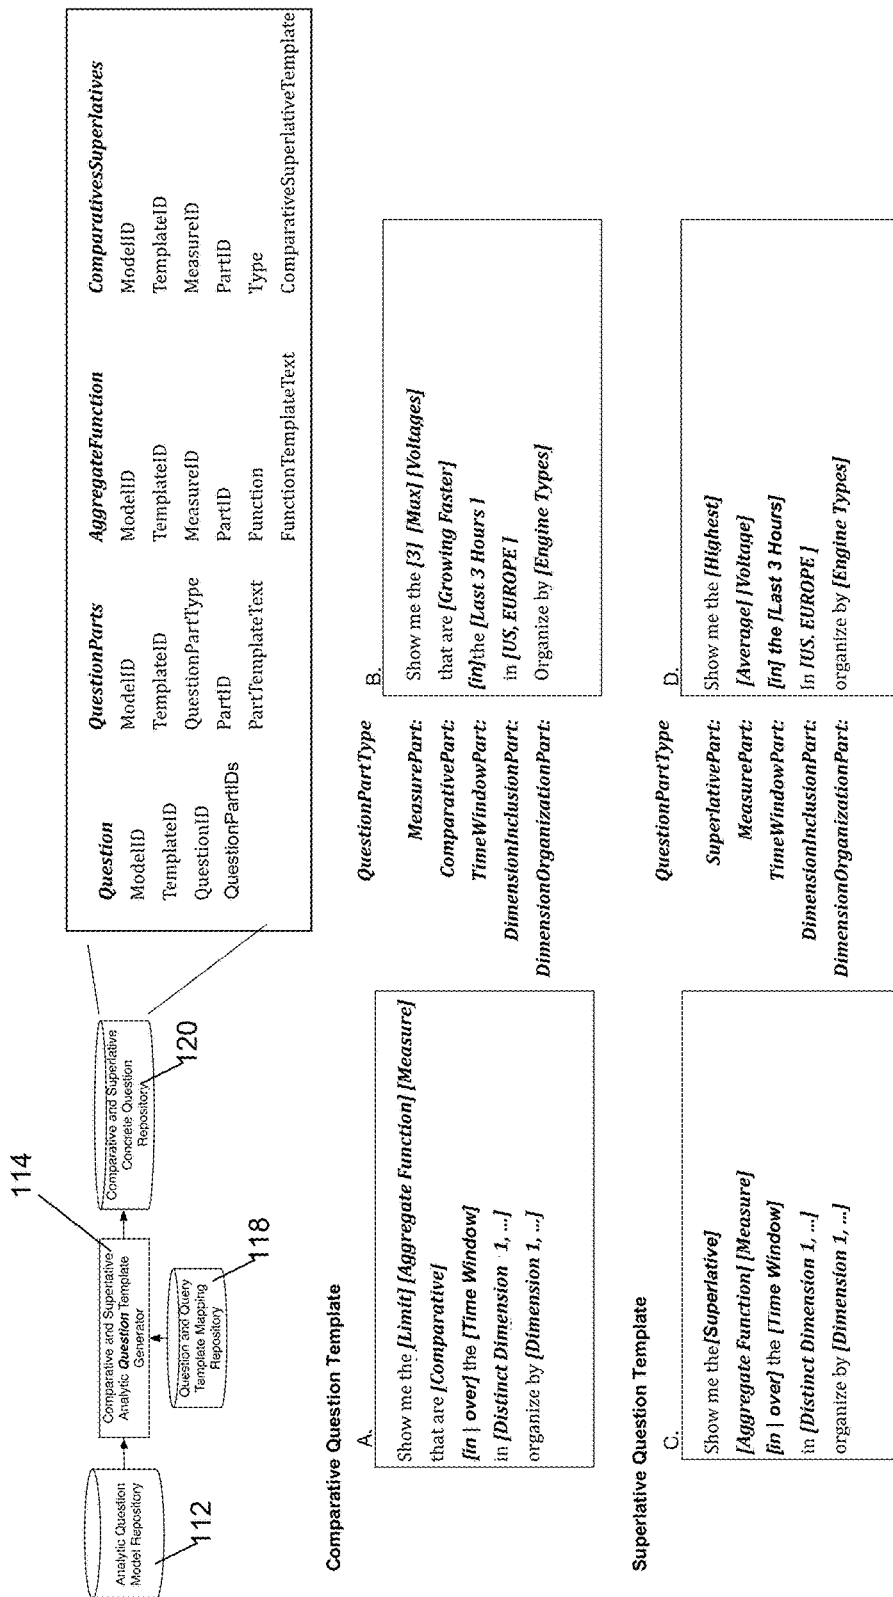 Analytic Question
Model Repository
112
Comparative and Superlative
Analytic Question Template
Generator
114
Question and Query
Template Mapping
Repository
118
Comparative and Superlative
Concrete Question
Repository
120
Question
ModelID
TemplateID
QuestionID
QuestionPartIDs
QuestionParts
ModelID
TemplateID
QuestionPartType
PartID
PartTemplateText
AggregateFunction
ModelID
TemplateID
MeasureID
PartID
Function
FunctionTemplateText
ComparativesSuperlatives
ModelID
TemplateID
MeasureID
PartID
Type
ComparativeSuperlativeTemplate
Comparative Question Template
A.
Show me the [Limit] [Aggregate Function] [Measure]
that are [Comparative]
[in | over] the [Time Window]
in [Distinct Dimension 1, ...]
organize by [Dimension 1, ...]
QuestionPartType
MeasurePart:
ComparativePart:
TimeWindowPart:
DimensionInclusionPart:
DimensionOrganizationPart:
B.
Show me the [3] [Max] [Voltages]
that are [Growing Faster]
[in]the [Last 3 Hours ]
in [US, EUROPE ]
Organize by [Engine Types]
Superlative Question Template
C.
Show me the[Superlative]
[Aggregate Function] [Measure]
[in | over] the [Time Window]
in [Distinct Dimension 1, ...]
organize by [Dimension 1, ...]
QuestionPartType
SuperlativePart:
MeasurePart:
TimeWindowPart:
DimensionInclusionPart:
DimensionOrganizationPart:
D.
Show me the [Highest]
[Average] [Voltage]
[in] the [Last 3 Hours]
In [US, EUROPE ]
organize by [Engine Types]